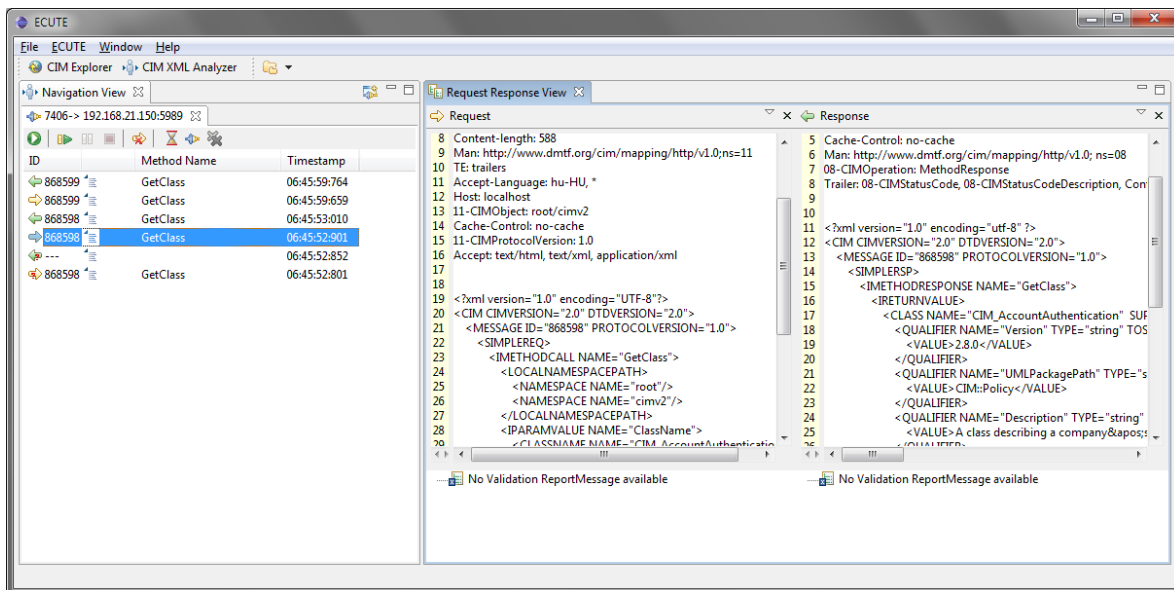 ECUTE
File ECUTE Window Help
CIM Explorer CIM XML Analyzer
Navigation View
7406-> 192.168.21.150:5989
ID Method Name Timestamp
868599 GetClass 06:45:59:764
868599 GetClass 06:45:59:659
868598 GetClass 06:45:53:010
868598 GetClass 06:45:52:901
--- 06:45:52:852
868598 GetClass 06:45:52:801
Request Response View
Request
8 Content-length: 588
9 Man: http://www.dmtf.org/cim/mapping/http/v1.0;ns=11
10 TE: trailers
11 Accept-Language: hu-HU, *
12 Host: localhost
13 11-CIMObject: root/cimv2
14 Cache-Control: no-cache
15 11-CIMProtocolVersion: 1.0
16 Accept: text/html, text/xml, application/xml
17
18
19 <?xml version="1.0" encoding="UTF-8"?>
20 <CIM CIMVERSION="2.0" DTDVERSION="2.0">
21 <MESSAGE ID="868598" PROTOCOLVERSION="1.0">
22 <SIMPLEREQ>
23 <IMETHODCALL NAME="GetClass">
24 <LOCALNAMESPACEPATH>
25 <NAMESPACE NAME="root"/>
26 <NAMESPACE NAME="cimv2"/>
27 </LOCALNAMESPACEPATH>
28 <IPARAMVALUE NAME="ClassName">
29 <CLASSNAME NAME="CIM_AccountAuthenticatio
No Validation ReportMessage available
Response
5 Cache-Control: no-cache
6 Man: http://www.dmtf.org/cim/mapping/http/v1.0; ns=08
7 08-CIMOperation: MethodResponse
8 Trailer: 08-CIMStatusCode, 08-CIMStatusCodeDescription, Con
9
10
11 <?xml version="1.0" encoding="utf-8" ?>
12 <CIM CIMVERSION="2.0" DTDVERSION="2.0">
13 <MESSAGE ID="868598" PROTOCOLVERSION="1.0">
14 <SIMPLERSP>
15 <IMETHODRESPONSE NAME="GetClass">
16 <IRETURNVALUE>
17 <CLASS NAME="CIM_AccountAuthentication" SUP
18 <QUALIFIER NAME="Version" TYPE="string" TOS
19 <VALUE>2.8.0</VALUE>
20 </QUALIFIER>
21 <QUALIFIER NAME="UMLPackagePath" TYPE="s
22 <VALUE>CIM::Policy</VALUE>
23 </QUALIFIER>
24 <QUALIFIER NAME="Description" TYPE="string"
25 <VALUE>A class describing a company&apos;s
26 </QUALIFIER>
No Validation ReportMessage available